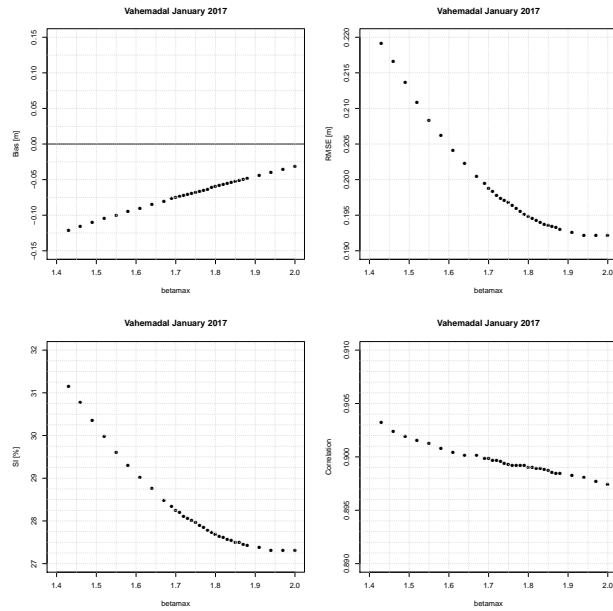 Vahemadal January 2017
Bias [m]
0.15
0.10
0.05
0.00
−0.05
−0.10
−0.15
1.4 1.5 1.6 1.7 1.8 1.9 2.0
betamax
Vahemadal January 2017
RMSE [m]
0.220
0.215
0.210
0.205
0.200
0.195
0.190
1.4 1.5 1.6 1.7 1.8 1.9 2.0
betamax
Vahemadal January 2017
SI [%]
32
31
30
29
28
27
1.4 1.5 1.6 1.7 1.8 1.9 2.0
betamax
Vahemadal January 2017
Correlation
0.910
0.905
0.900
0.895
0.890
1.4 1.5 1.6 1.7 1.8 1.9 2.0
betamax